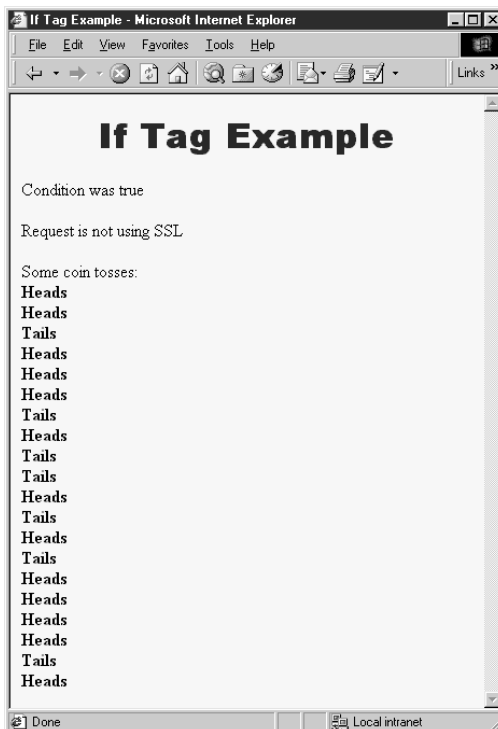 If Tag Example - Microsoft Internet Explorer
File Edit View Favorites Tools Help
Links »
If Tag Example
Condition was true
Request is not using SSL
Some coin tosses:
Heads
Heads
Tails
Heads
Heads
Heads
Tails
Heads
Tails
Tails
Heads
Tails
Heads
Tails
Heads
Heads
Heads
Heads
Tails
Heads
Done
Local intranet